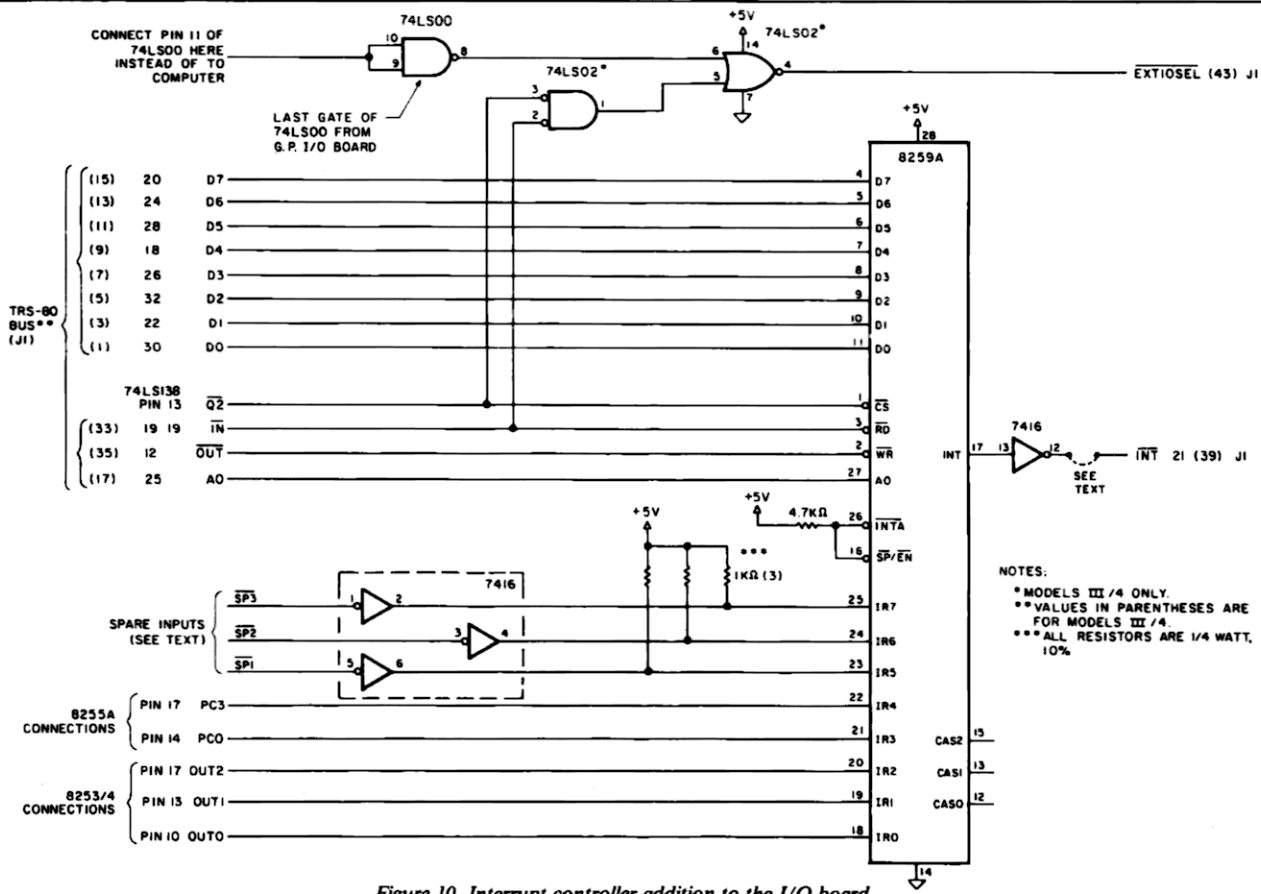 CONNECT PIN 11 OF
74LS00 HERE
INSTEAD OF TO
COMPUTER
74LS00
10
9
8
LAST GATE OF
74LS00 FROM
G.P. I/O BOARD
74LS02*
3
2
1
+5V
74LS02*
14
6
5
4
7
EXTIOSEL (43) J1
+5V
28
8259A
TRS-80
BUS**
(J1)
(15) 20 D7 4 D7
(13) 24 D6 5 D6
(11) 28 D5 6 D5
(9) 18 D4 7 D4
(7) 26 D3 8 D3
(5) 32 D2 9 D2
(3) 22 D1 10 D1
(1) 30 D0 11 D0
74LS138
PIN 13 Q2 1 CS
(33) 19 19 IN 3 RD
(35) 12 OUT 2 WR
(17) 25 A0 27 A0
INT 17 13 7416 12 INT 21 (39) J1
SEE
TEXT
+5V
4.7KΩ
26 INTA
16 SP/EN
+5V
***
1KΩ (3)
7416
SPARE INPUTS
(SEE TEXT)
SP3 1 2 25 IR7
SP2 3 4 24 IR6
SP1 5 6 23 IR5
8255A
CONNECTIONS
PIN 17 PC3 22 IR4
PIN 14 PC0 21 IR3
8253/4
CONNECTIONS
PIN 17 OUT2 20 IR2
PIN 13 OUT1 19 IR1
PIN 10 OUT0 18 IR0
CAS2 15
CAS1 13
CAS0 12
14
NOTES:
* MODELS III/4 ONLY.
** VALUES IN PARENTHESES ARE
FOR MODELS III/4.
*** ALL RESISTORS ARE 1/4 WATT,
10%
Figure 10. Interrupt controller addition to the I/O board.